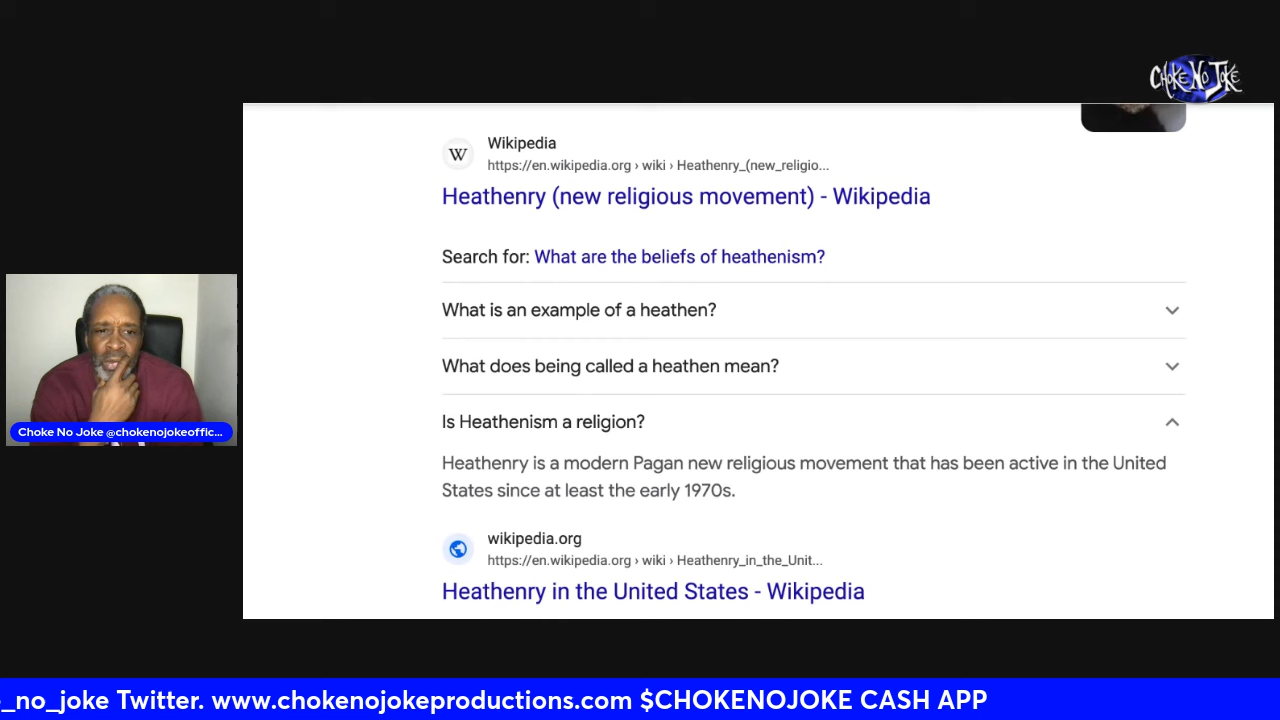 CHOKE NO JOKE
Wikipedia
W
https://en.wikipedia.org › wiki › Heathenry_(new_religio...
Heathenry (new religious movement) - Wikipedia
Search for: What are the beliefs of heathenism?
What is an example of a heathen?
What does being called a heathen mean?
Is Heathenism a religion?
Heathenry is a modern Pagan new religious movement that has been active in the United
States since at least the early 1970s.
wikipedia.org
https://en.wikipedia.org › wiki › Heathenry_in_the_Unit...
Heathenry in the United States - Wikipedia
Choke No Joke @chokenojokeoffic...
_no_joke Twitter. www.chokenojokeproductions.com $CHOKENOJOKE CASH APP